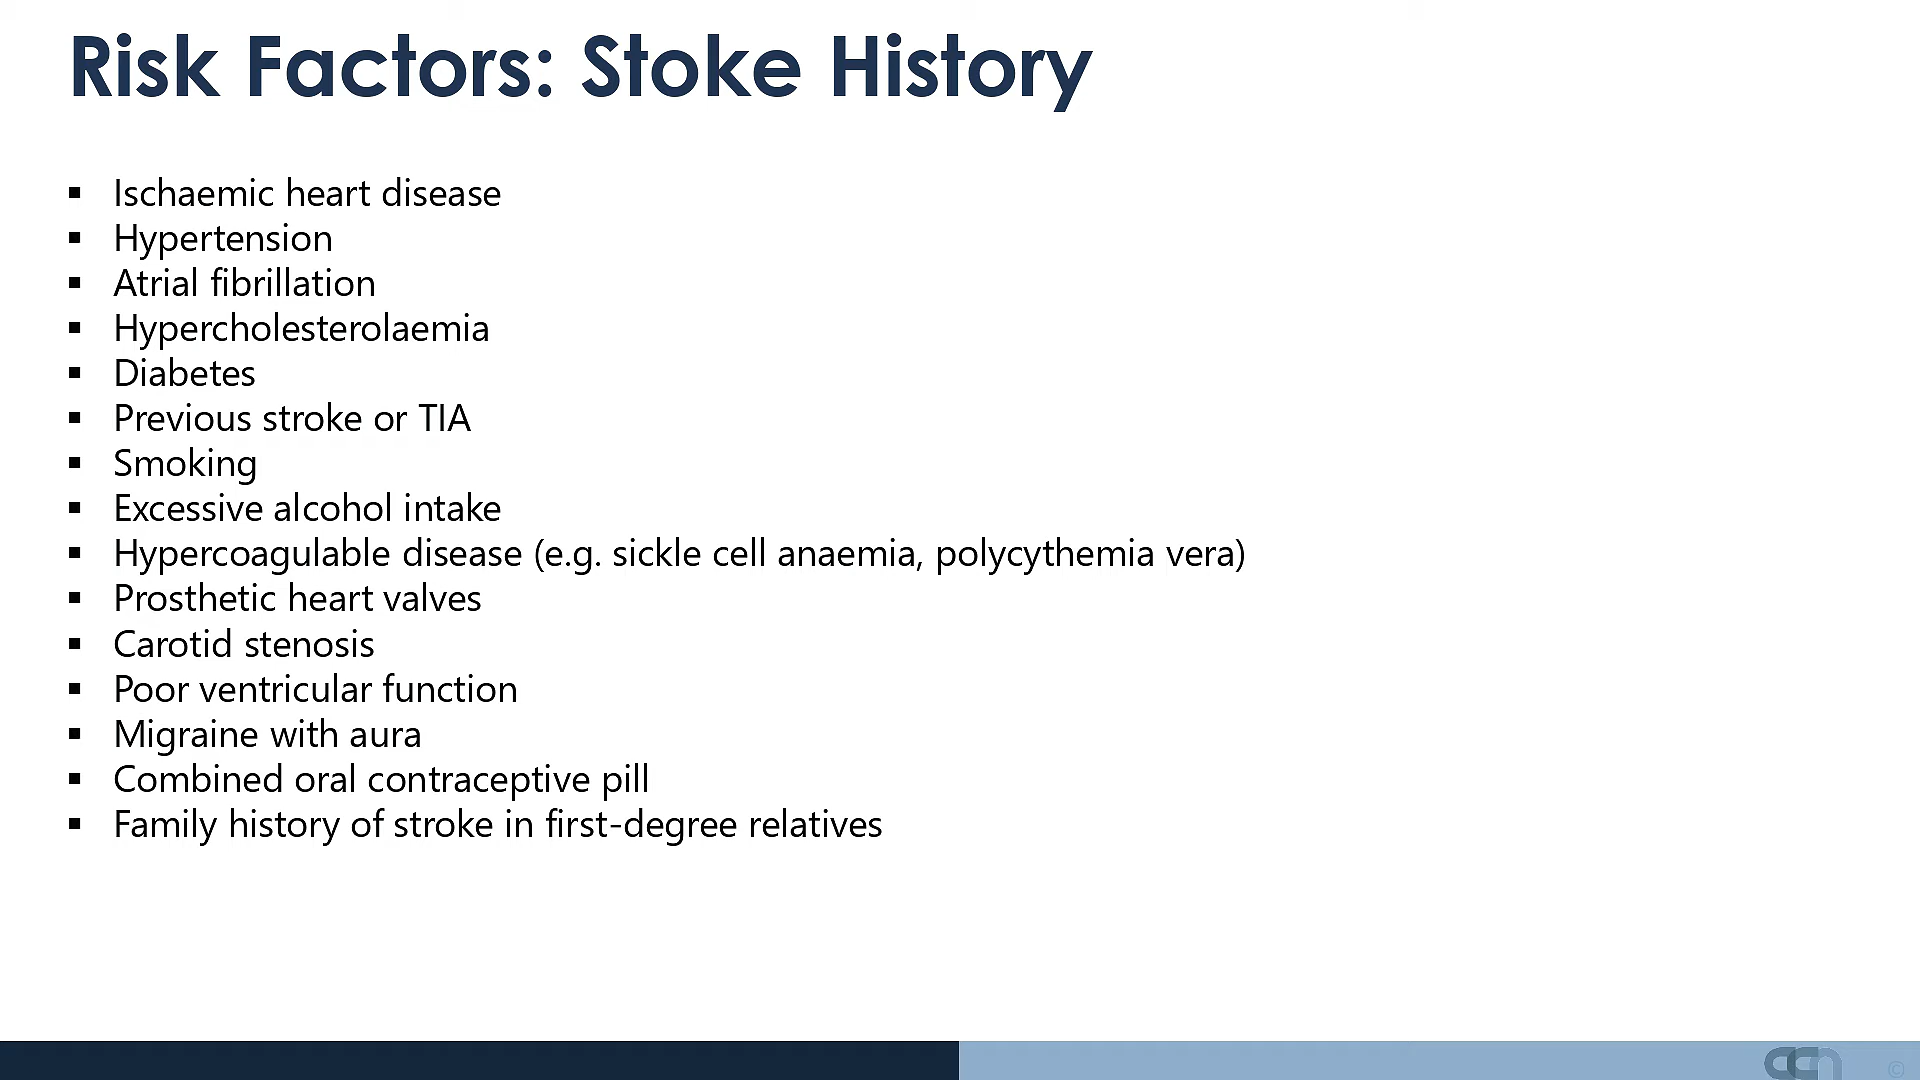 Risk Factors: Stoke History
▪ Ischaemic heart disease
▪ Hypertension
▪ Atrial fibrillation
▪ Hypercholesterolaemia
▪ Diabetes
▪ Previous stroke or TIA
▪ Smoking
▪ Excessive alcohol intake
▪ Hypercoagulable disease (e.g. sickle cell anaemia, polycythemia vera)
▪ Prosthetic heart valves
▪ Carotid stenosis
▪ Poor ventricular function
▪ Migraine with aura
▪ Combined oral contraceptive pill
▪ Family history of stroke in first-degree relatives
©